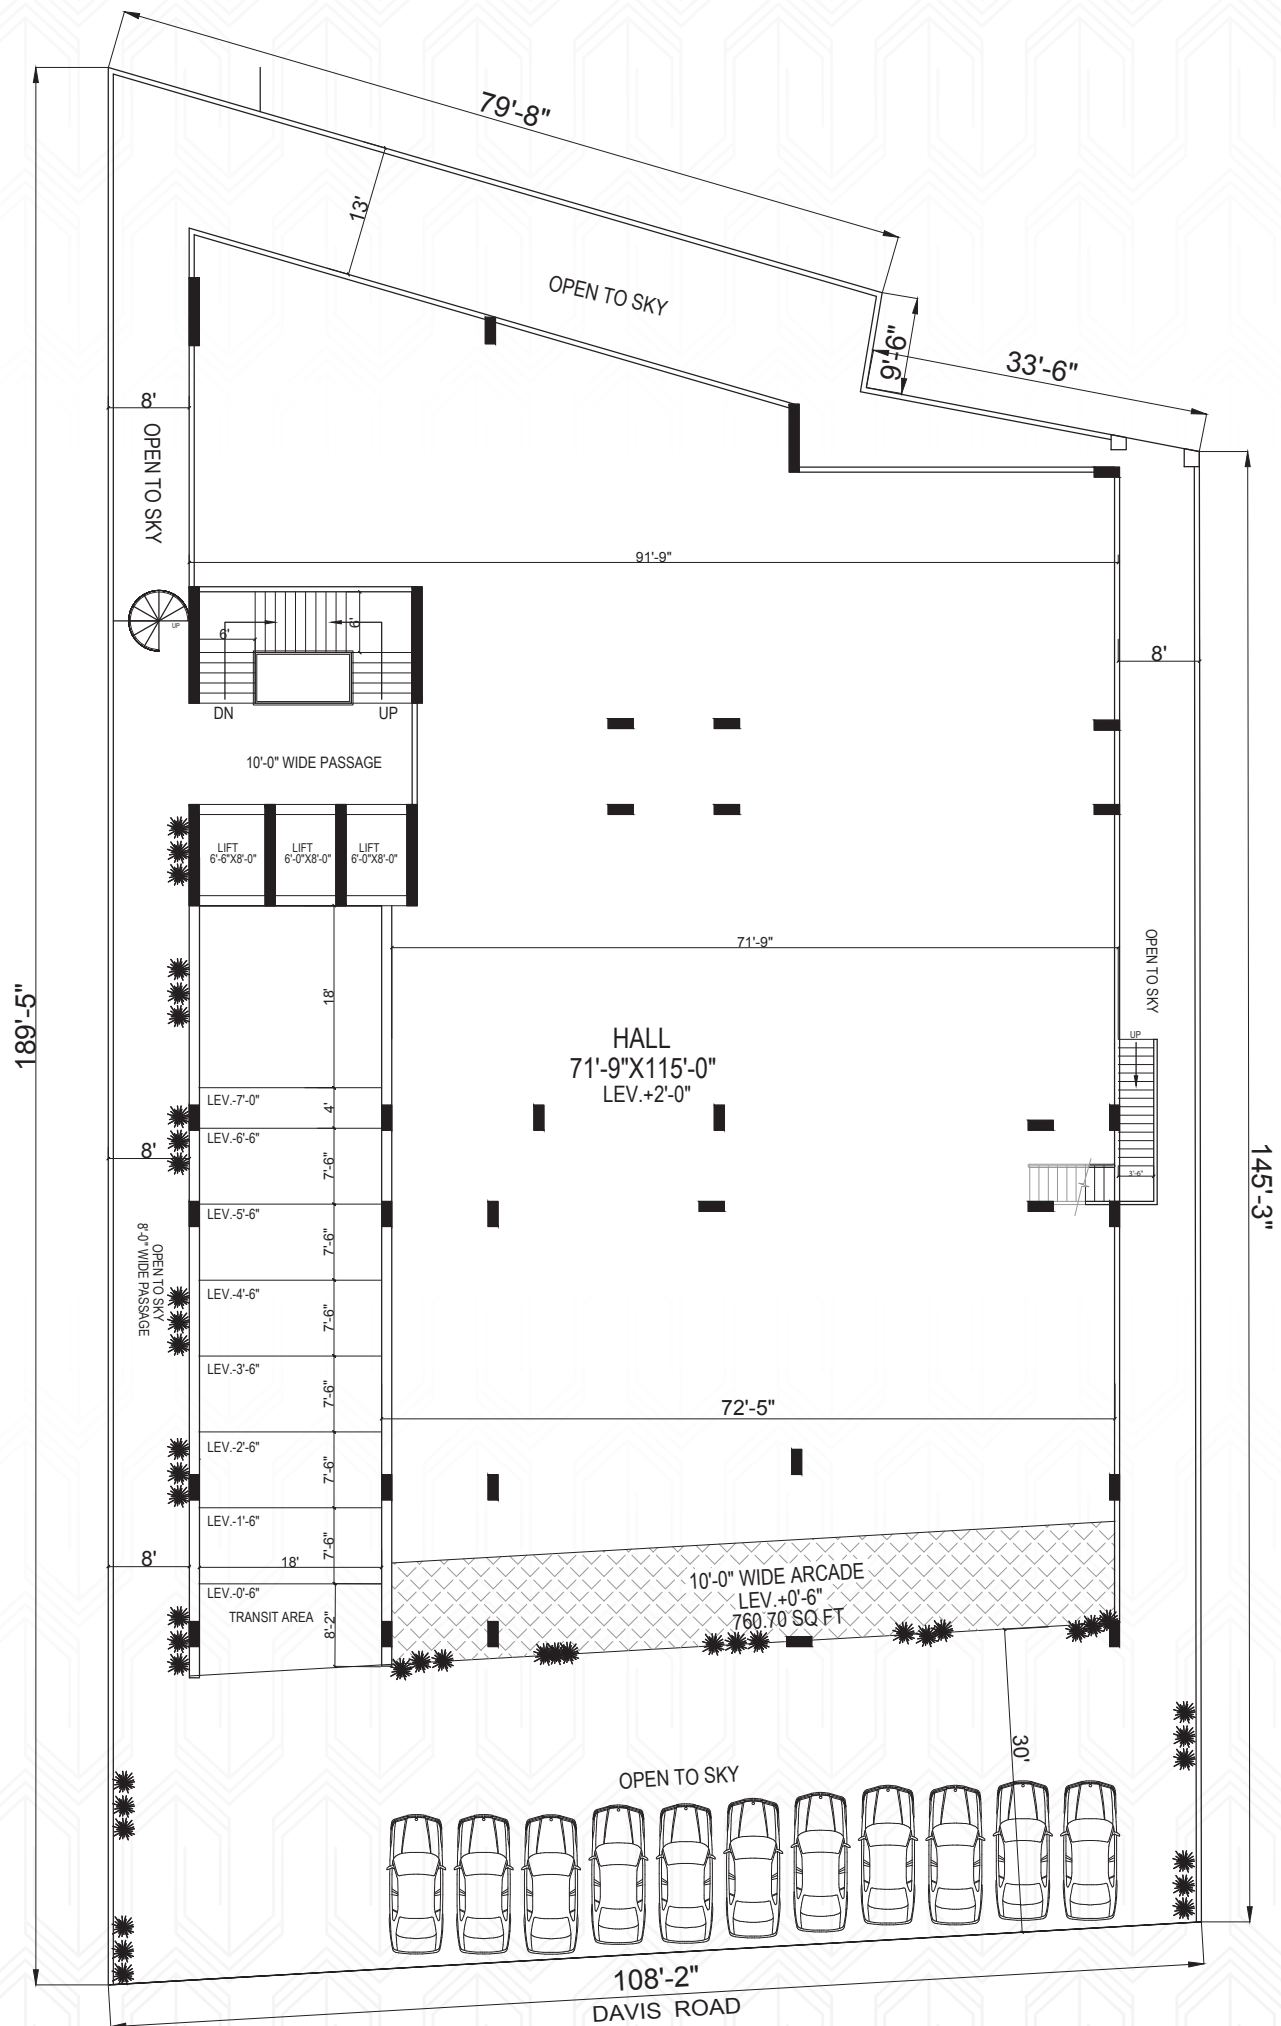 79'-8"
13'
OPEN TO SKY
9'-6"
33'-6"
8'
OPEN TO SKY
91'-9"
UP
6'
6'
8'
DN
UP
10'-0" WIDE PASSAGE
LIFT
6'-6"X8'-0"
LIFT
6'-0"X8'-0"
LIFT
6'-0"X8'-0"
71'-9"
OPEN TO SKY
189'-5"
18'
HALL
71'-9"X115'-0"
LEV.+2'-0"
UP
LEV.-7'-0"
4'
LEV.-6'-6"
8'
7'-6"
3'-6"
145'-3"
LEV.-5'-6"
7'-6"
OPEN TO SKY
8'-0" WIDE PASSAGE
LEV.-4'-6"
7'-6"
LEV.-3'-6"
7'-6"
72'-5"
LEV.-2'-6"
7'-6"
LEV.-1'-6"
7'-6"
8'
18'
10'-0" WIDE ARCADE
LEV.+0'-6"
760.70 SQ FT
LEV.-0'-6"
TRANSIT AREA
8'-2"
30'
OPEN TO SKY
108'-2"
DAVIS ROAD